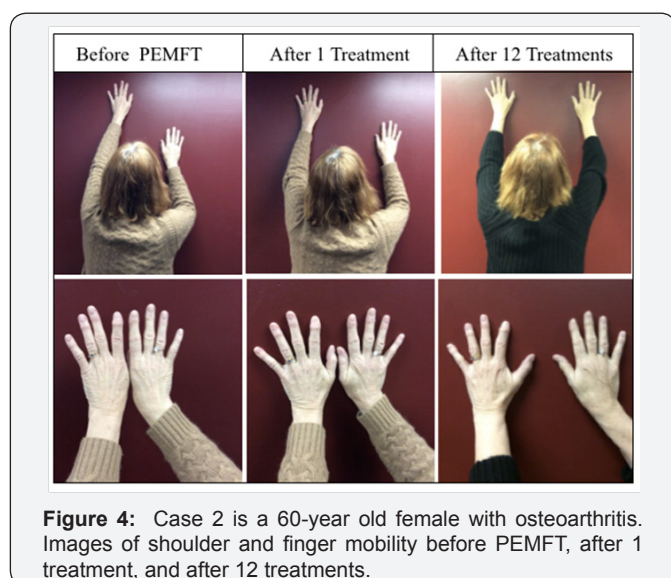 Before PEMFT After 1 Treatment After 12 Treatments
Figure 4: Case 2 is a 60-year old female with osteoarthritis.
Images of shoulder and finger mobility before PEMFT, after 1
treatment, and after 12 treatments.